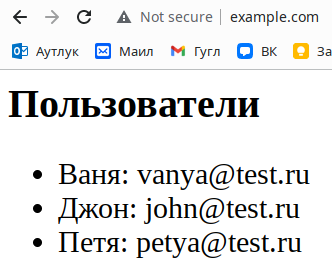 Not secure | example.com
Аутлук Маил Гугл ВК За
Пользователи
Ваня: vanya@test.ru
Джон: john@test.ru
Петя: petya@test.ru